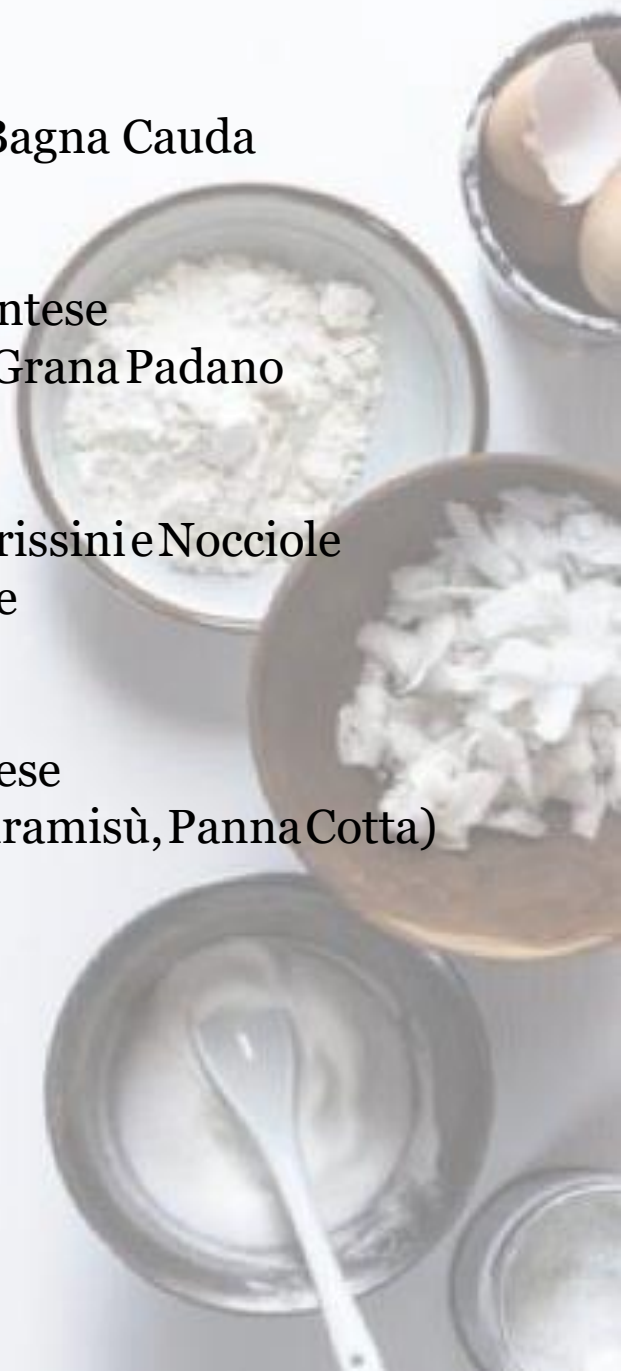 Bagna Cauda
ntese
Grana Padano
rissini e Nocciole
e
ese
ramisù, Panna Cotta)